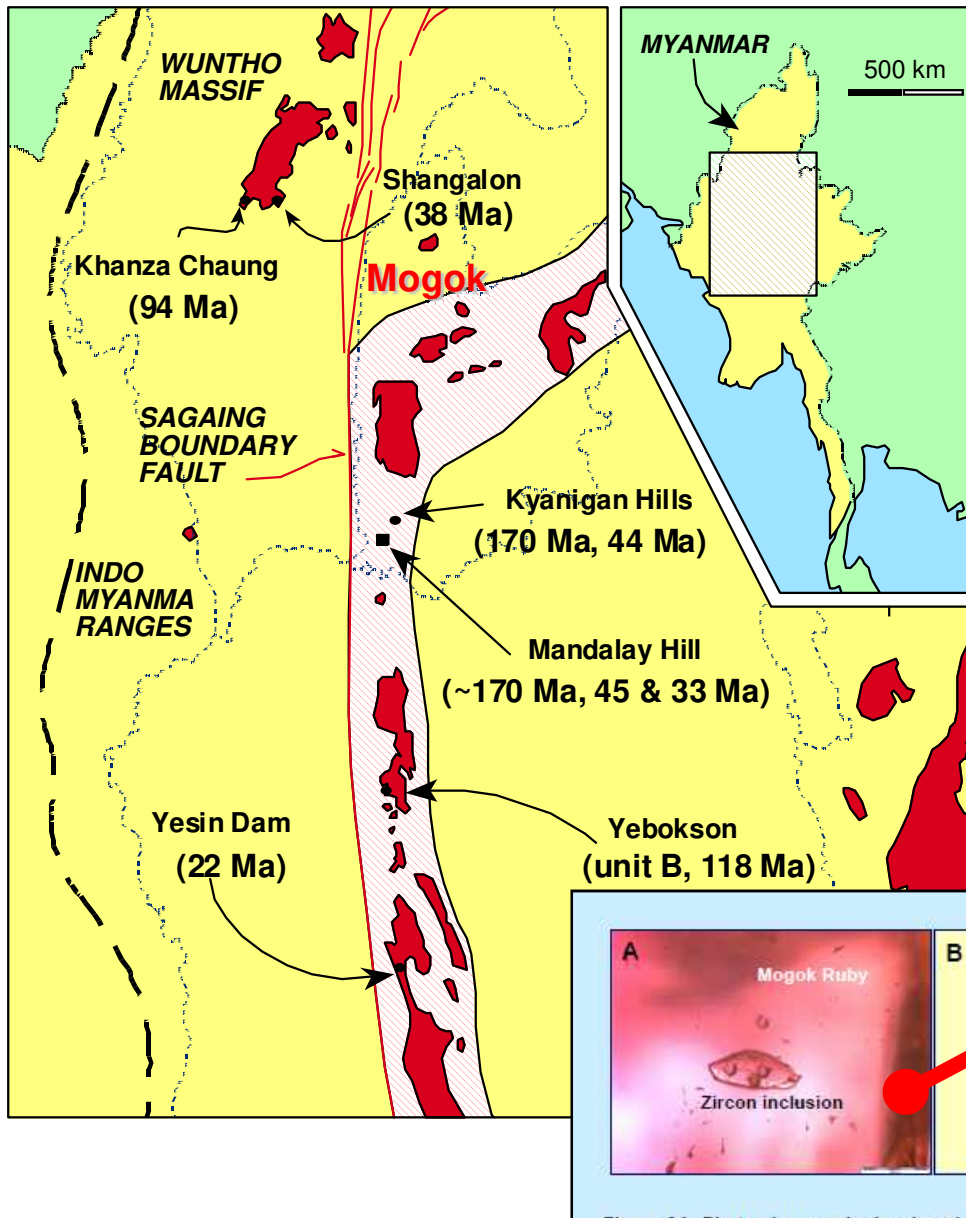 WUNTHO
MASSIF
Shangalon
(38 Ma)
Khanza Chaung
(94 Ma)
Mogok
SAGAING
BOUNDARY
FAULT
Kyanigan Hills
(170 Ma, 44 Ma)
INDO
MYANMA
RANGES
Mandalay Hill
(~170 Ma, 45 & 33 Ma)
Yesin Dam
(22 Ma)
Yebokson
(unit B, 118 Ma)
MYANMAR
500 km
A
Mogok Ruby
Zircon inclusion
B